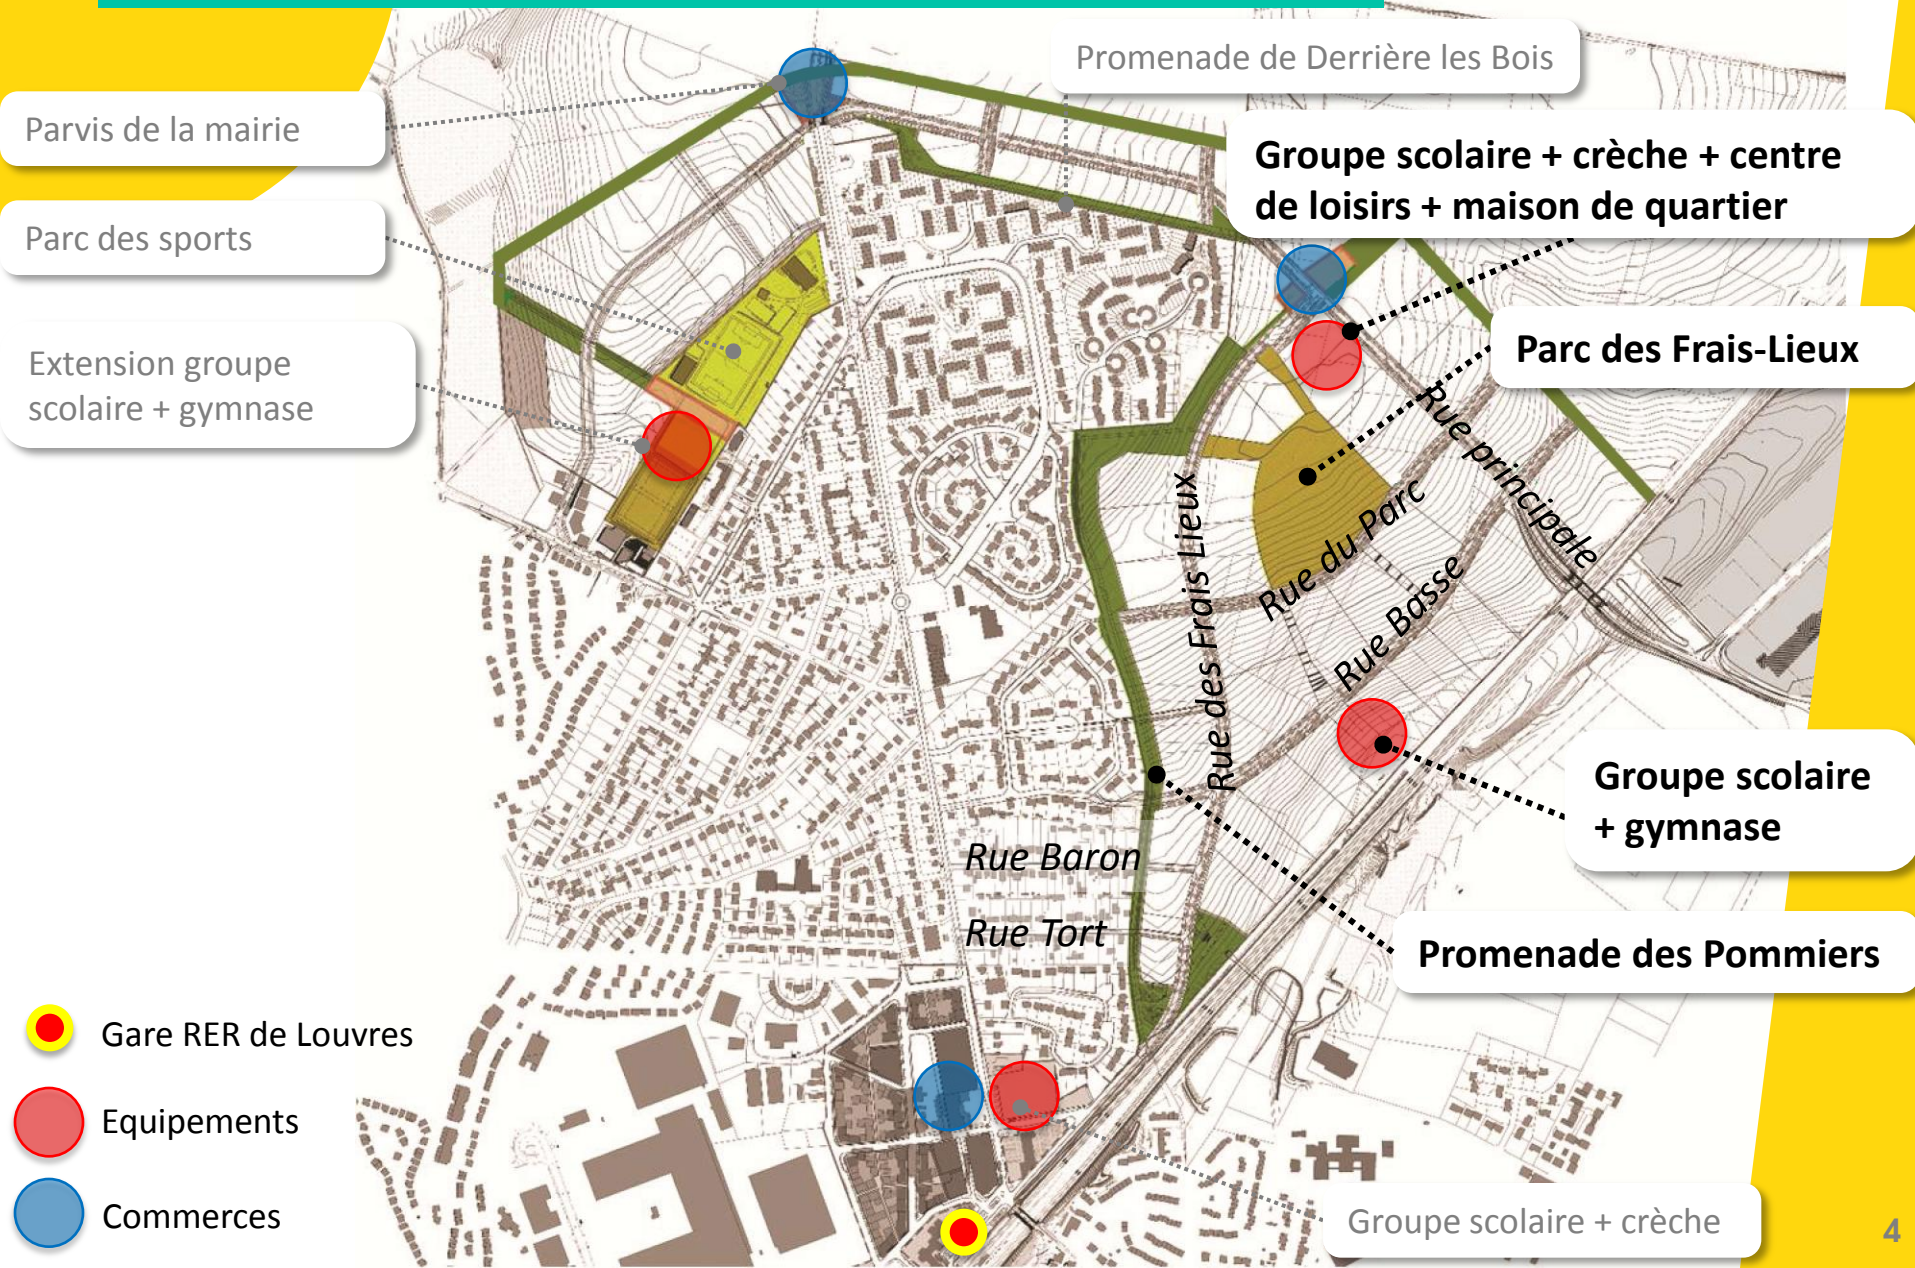 Promenade de Derrière les Bois
Parvis de la mairie
Groupe scolaire + crèche + centre
de loisirs + maison de quartier
Parc des sports
Parc des Frais-Lieux
Extension groupe
scolaire + gymnase
Rue principale
Rue des Frais Lieux
Rue du Parc
Rue Basse
Groupe scolaire
+ gymnase
Rue Baron
Rue Tort
Promenade des Pommiers
Gare RER de Louvres
Equipements
Commerces
Groupe scolaire + crèche
4